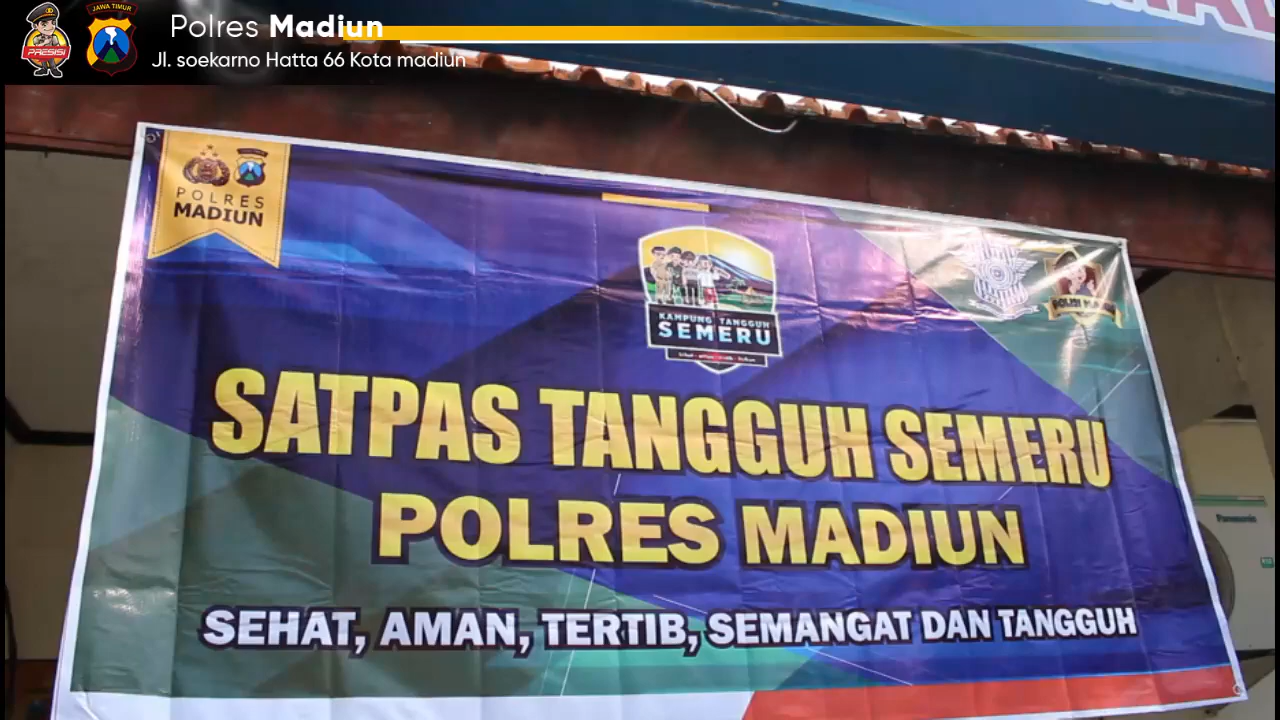 JAWA TIMUR
PRESISI
Polres Madiun
Jl. soekarno Hatta 66 Kota madiun
POLRES
MADIUN
KAMPUNG TANGGUH
SEMERU
SATPAS TANGGUH SEMERU
POLRES MADIUN
SEHAT, AMAN, TERTIB, SEMANGAT DAN TANGGUH
Panasonic